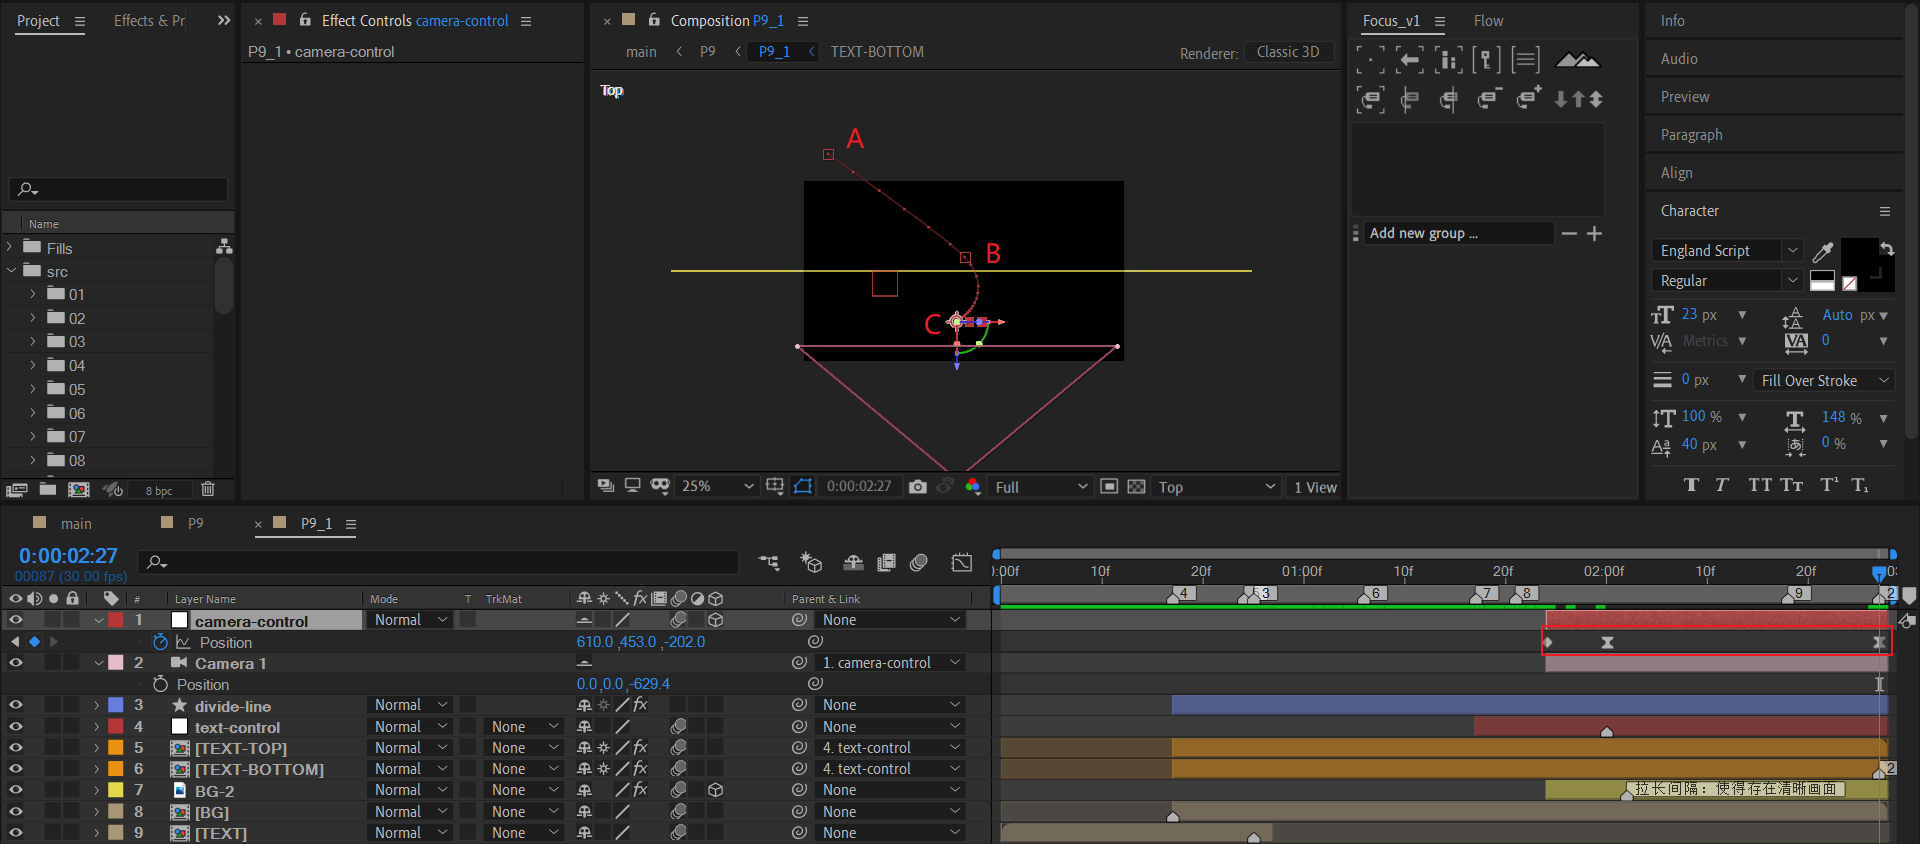 Project
Effects & Pr
Effect Controls camera-control
Composition P9_1
Focus_v1
Flow
Info
P9_1 • camera-control
main
P9
P9_1
TEXT-BOTTOM
Renderer:
Classic 3D
Audio
Preview
Paragraph
Align
Character
Top
A
B
C
Add new group ...
England Script
Regular
23 px
Auto px
Metrics
0
0 px
Fill Over Stroke
100 %
148 %
40 px
0 %
Name
Fills
src
01
02
03
04
05
06
07
08
8 bpc
25%
0:00:02:27
Full
Top
1 View
main
P9
P9_1
0:00:02:27
00087 (30.00 fps)
):00f
10f
20f
01:00f
10f
20f
02:00f
10f
20f
03
4
5
3
6
7
8
9
2
#
Layer Name
Mode
T
TrkMat
Parent & Link
1
camera-control
Normal
None
Position
610.0,453.0,-202.0
2
Camera 1
1. camera-control
Position
0.0,0.0,-629.4
3
divide-line
Normal
None
4
text-control
Normal
None
None
5
[TEXT-TOP]
Normal
None
4. text-control
6
[TEXT-BOTTOM]
Normal
None
4. text-control
2
7
BG-2
Normal
None
None
拉长间隔：使得存在清晰画面
8
[BG]
Normal
None
None
9
[TEXT]
Normal
None
None